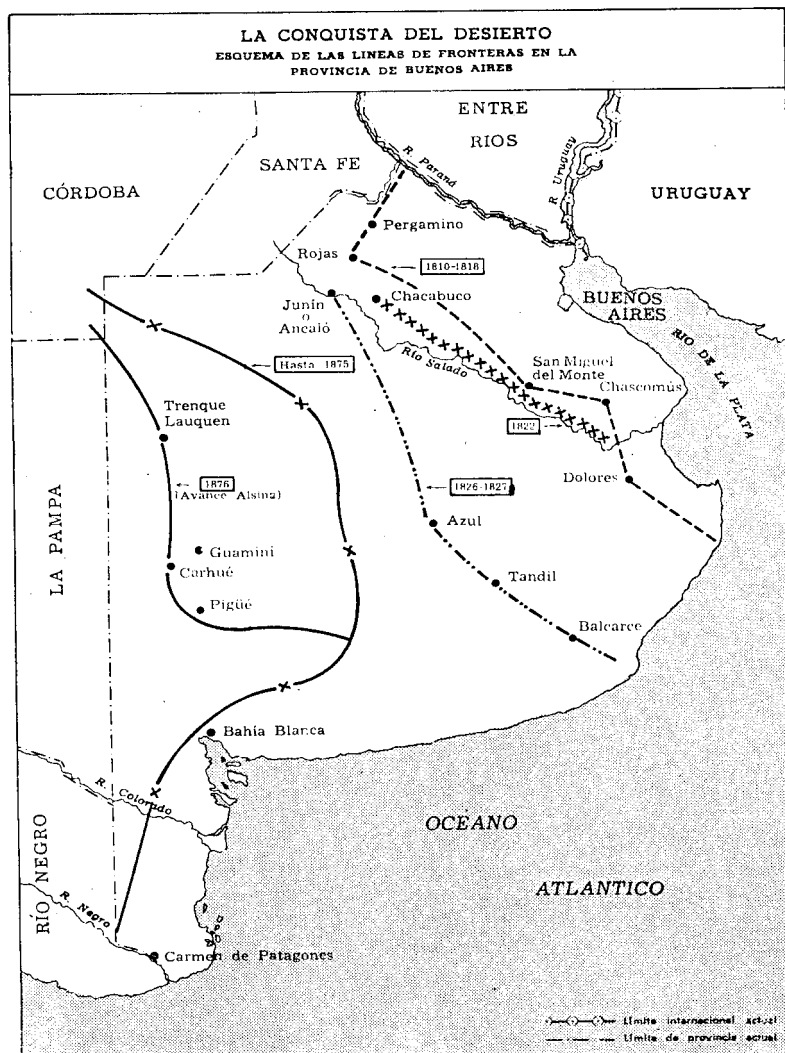 LA CONQUISTA DEL DESIERTO
ESQUEMA DE LAS LINEAS DE FRONTERAS EN LA
PROVINCIA DE BUENOS AIRES
ENTRE
RIOS
SANTA FE
R. Paraná
R. Uruguay
CÓRDOBA
URUGUAY
Pergamino
Rojas
1810-1818
Junín
o
Ancaló
Chacabuco
BUENOS
AIRES
RIO DE LA PLATA
Río Salado
Hasta 1875
San Miguel
del Monte
Chascomús
Trenque
Lauquen
1822
1876
(Avance Alsina)
1826-1827
Dolores
Azul
LA PAMPA
Guaminí
Carhué
Tandil
Pigüé
Balcarce
Bahía Blanca
R. Colorado
OCEANO
ATLANTICO
RÍO NEGRO
R. Negro
Carmen de Patagones
Límite internacional actual
Límite de provincia actual